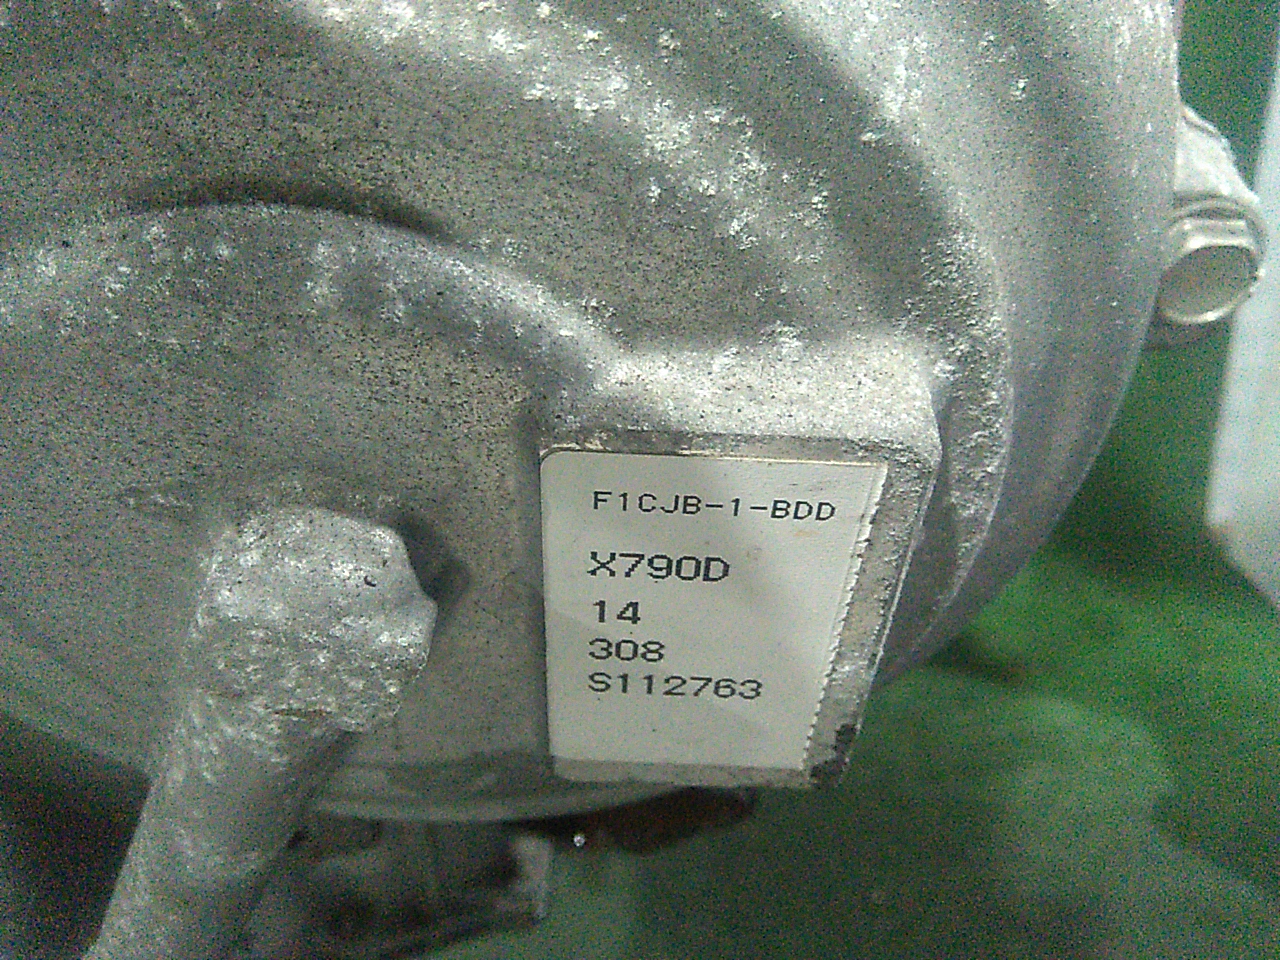 F1CJB-1-BDD
X790D
14
308
S112763